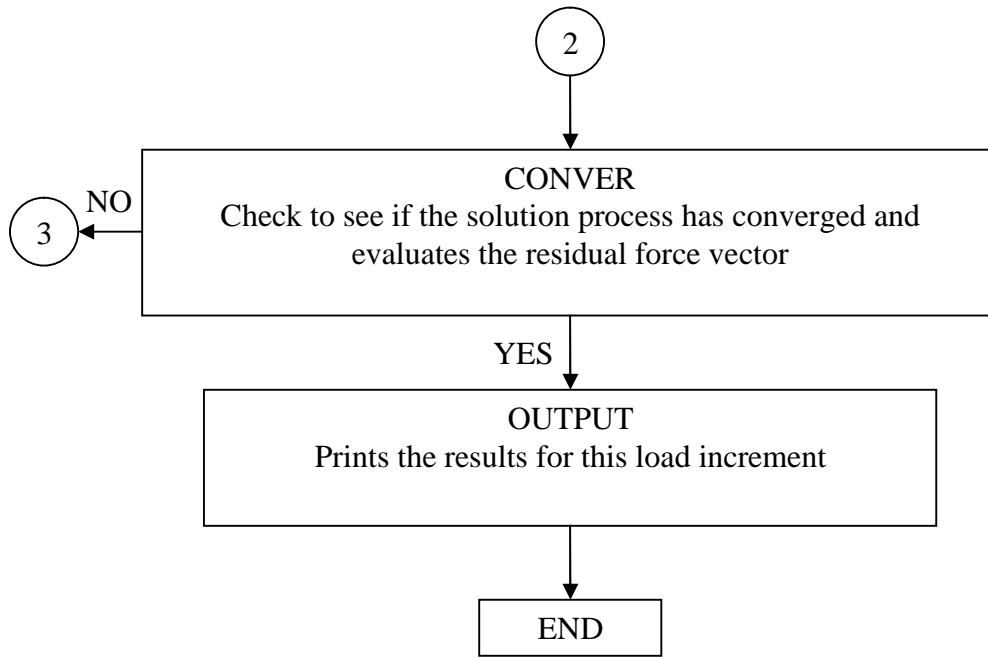 2
CONVER
Check to see if the solution process has converged and
evaluates the residual force vector
NO
3
YES
OUTPUT
Prints the results for this load increment
END